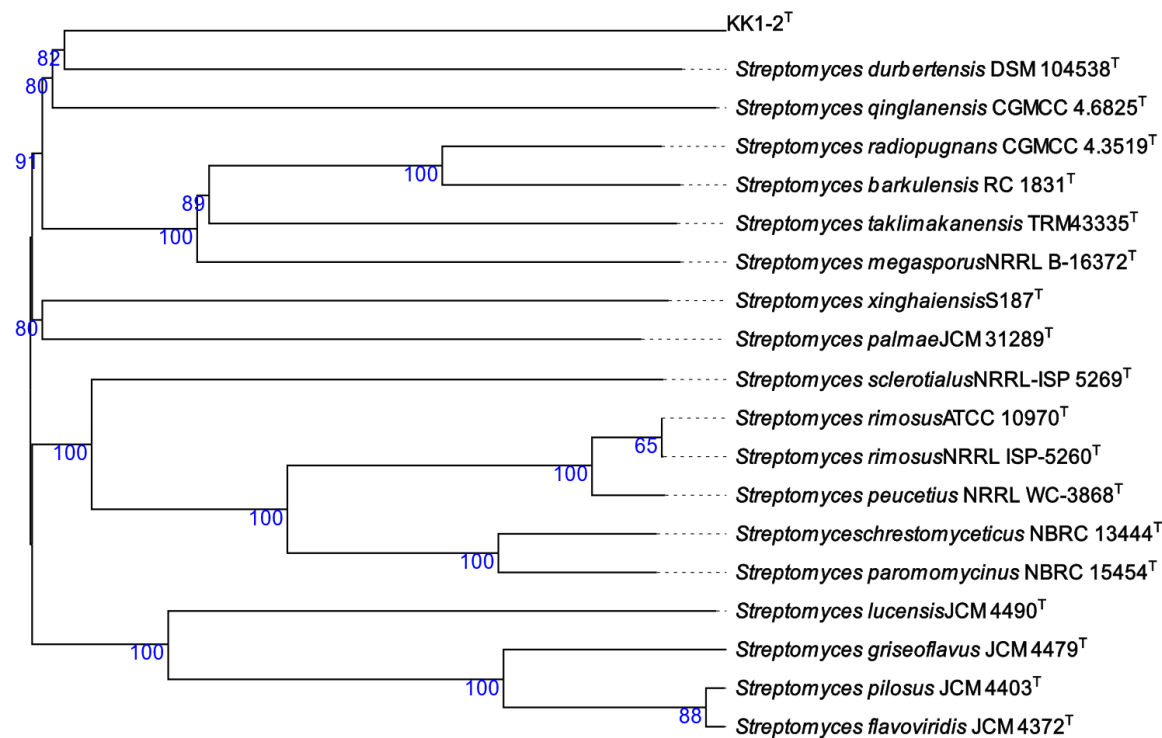 KK1-2T
82
Streptomyces durbertensis DSM 104538T
80
Streptomyces qinglanensis CGMCC 4.6825T
Streptomyces radiopugnans CGMCC 4.3519T
91
100
Streptomyces barkulensis RC 1831T
89
Streptomyces taklimakanensis TRM43335T
100
Streptomyces megasporusNRRL B-16372T
Streptomyces xinghaiensisS187T
80
Streptomyces palmaeJCM 31289T
Streptomyces sclerotialusNRRL-ISP 5269T
Streptomyces rimosusATCC 10970T
65
100
Streptomyces rimosusNRRL ISP-5260T
100
Streptomyces peucetius NRRL WC-3868T
100
Streptomyceschrestomyceticus NBRC 13444T
100
Streptomyces paromomycinus NBRC 15454T
Streptomyces lucensisJCM 4490T
100
Streptomyces griseoflavus JCM 4479T
100
Streptomyces pilosus JCM 4403T
88
Streptomyces flavoviridis JCM 4372T